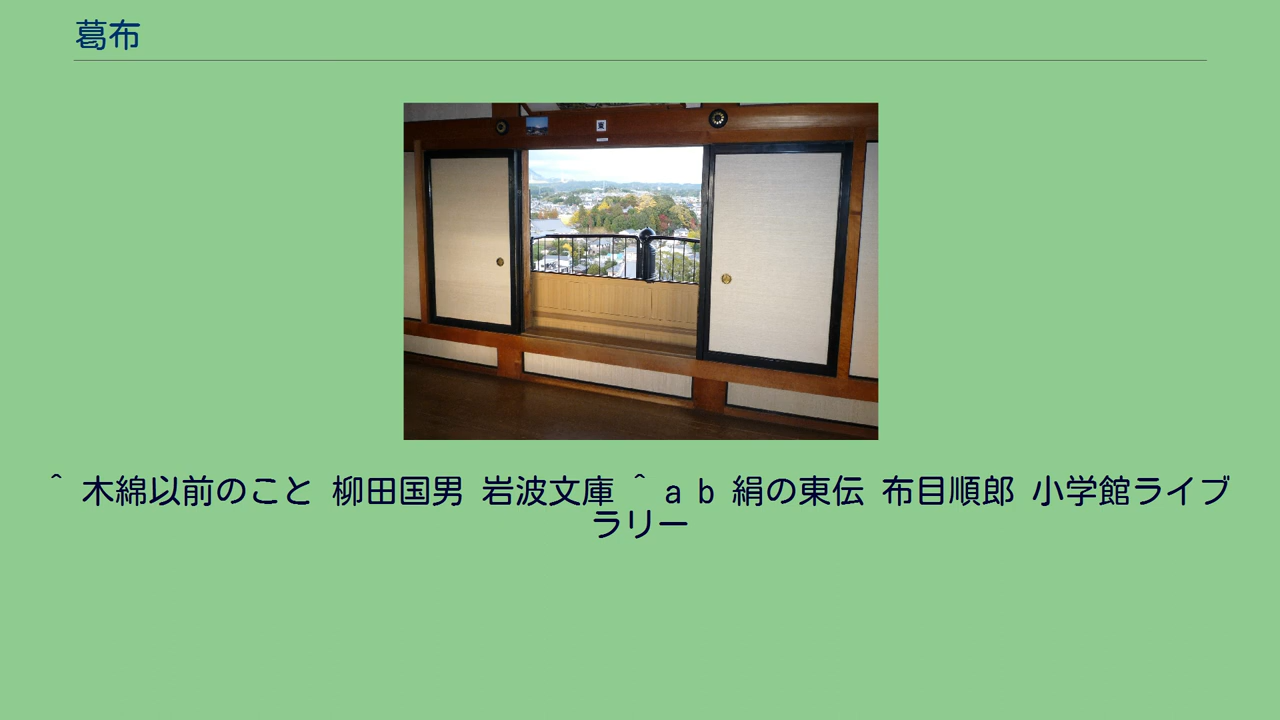 葛布
^ 木綿以前のこと 柳田国男 岩波文庫 ^ a b 絹の東伝 布目順郎 小学館ライブ
ラリー